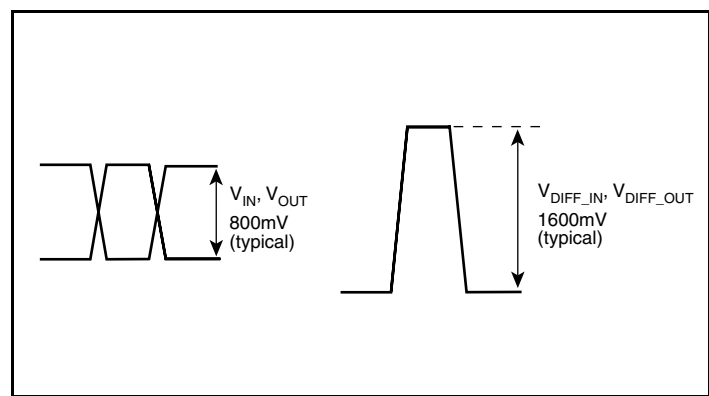 V_IN, V_OUT
800mV
(typical)
V_DIFF_IN, V_DIFF_OUT
1600mV
(typical)